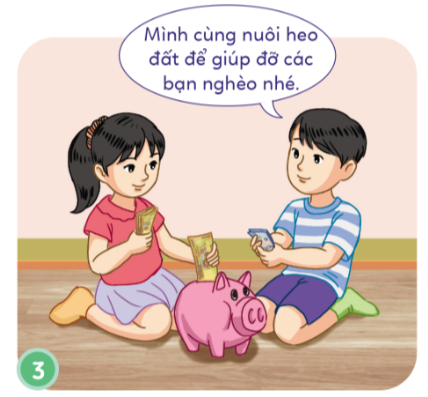 Mình cùng nuôi heo
đất để giúp đỡ các
bạn nghèo nhé.
3